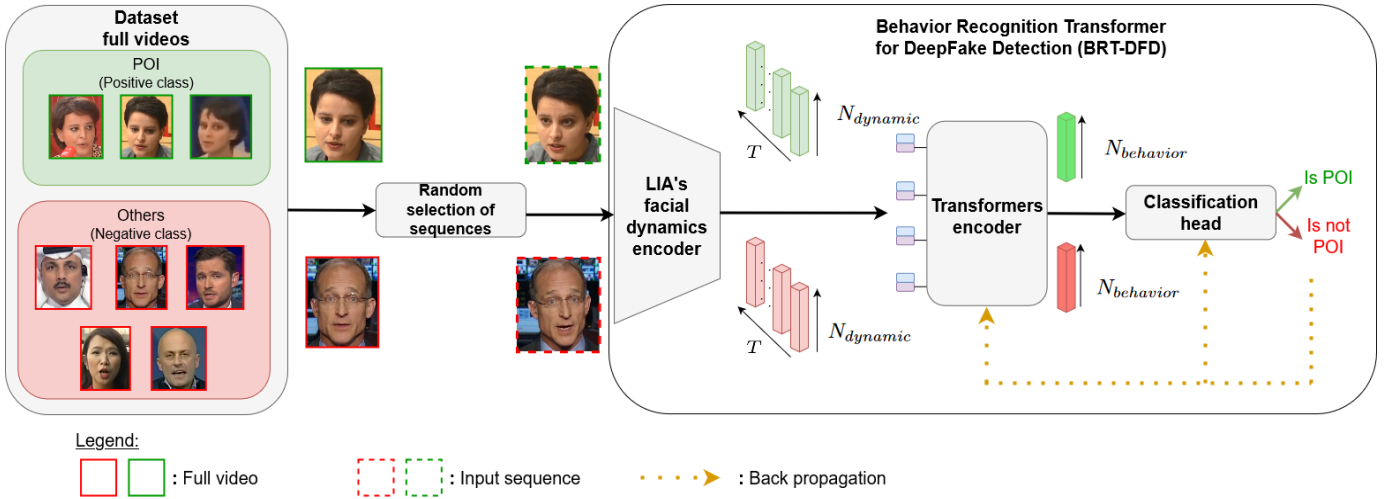 Dataset
full videos
POI
(Positive class)
Others
(Negative class)
Random
selection of
sequences
Behavior Recognition Transformer
for DeepFake Detection (BRT-DFD)
LIA's
facial
dynamics
encoder
T
N_dynamic
T
N_dynamic
Transformers
encoder
N_behavior
N_behavior
Classification
head
Is POI
Is not
POI
Legend:
: Full video
: Input sequence
: Back propagation